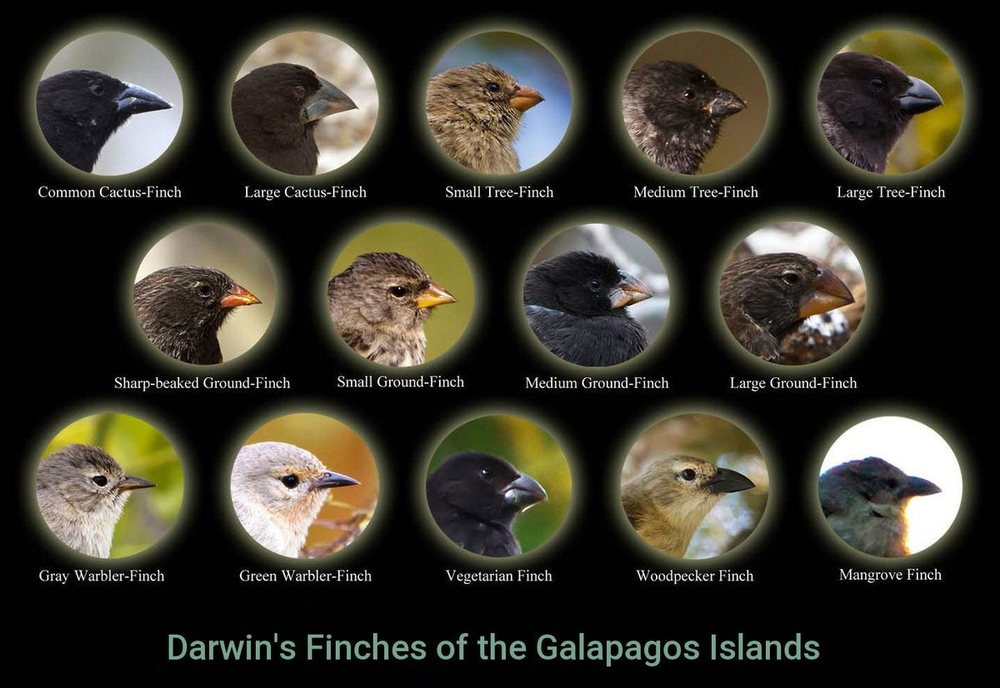 Common Cactus-Finch
Large Cactus-Finch
Small Tree-Finch
Medium Tree-Finch
Large Tree-Finch
Sharp-beaked Ground-Finch
Small Ground-Finch
Medium Ground-Finch
Large Ground-Finch
Gray Warbler-Finch
Green Warbler-Finch
Vegetarian Finch
Woodpecker Finch
Mangrove Finch
Darwin's Finches of the Galapagos Islands